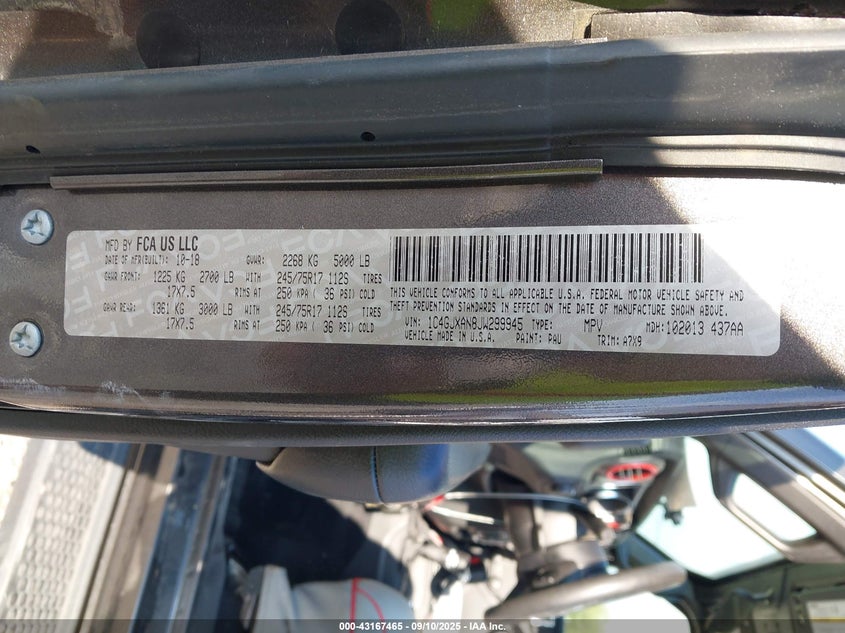 MFD BY FCA US LLC
DATE OF MFR(BUILT): 10-18 GVWR: 2268 KG 5000 LB
GAWR FRONT: 1225 KG 2700 LB WITH 245/75R17 112S TIRES
17X7.5 RIMS AT 250 KPA ( 36 PSI) COLD
GAWR REAR: 1361 KG 3000 LB WITH 245/75R17 112S TIRES
17X7.5 RIMS AT 250 KPA ( 36 PSI) COLD
THIS VEHICLE CONFORMS TO ALL APPLICABLE U.S.A. FEDERAL MOTOR VEHICLE SAFETY AND
THEFT PREVENTION STANDARDS IN EFFECT ON THE DATE OF MANUFACTURE SHOWN ABOVE.
VIN: 1C4GJXAN8JW299945 TYPE: MPV MDH: 102013 437AA
VEHICLE MADE IN U.S.A. PAINT: PAU TRIM: A7X9
000-43167465 - 09/10/2025 - IAA, Inc.